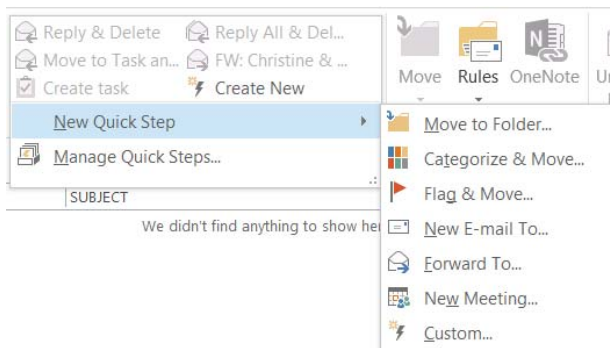 Reply & Delete Reply All & Del...
Move to Task an... FW: Christine & ...
Create task Create New
New Quick Step
Manage Quick Steps...
Move Rules OneNote
SUBJECT
We didn't find anything to show
Move to Folder...
Categorize & Move...
Flag & Move...
New E-mail To...
Forward To...
New Meeting...
Custom...